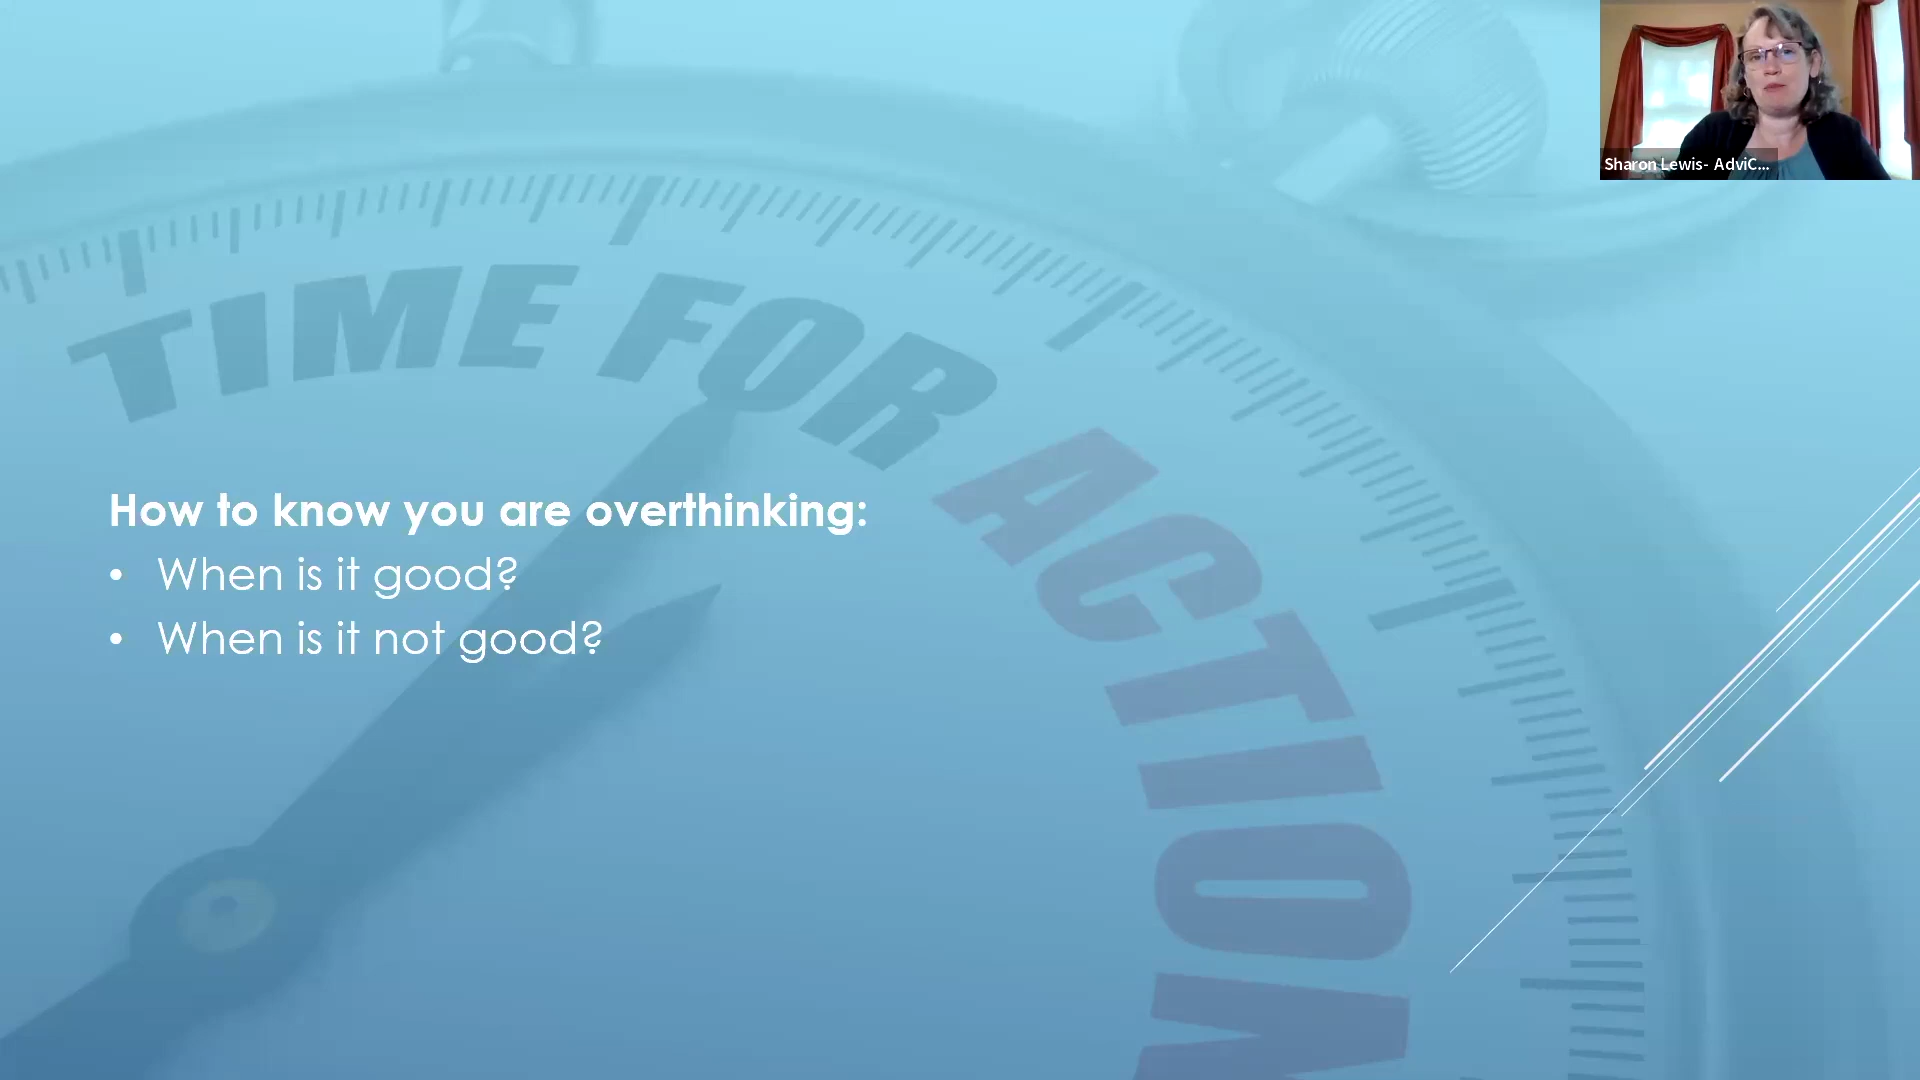 Sharon Lewis- AdviC...
TIME FOR ACTION
How to know you are overthinking:
• When is it good?
• When is it not good?